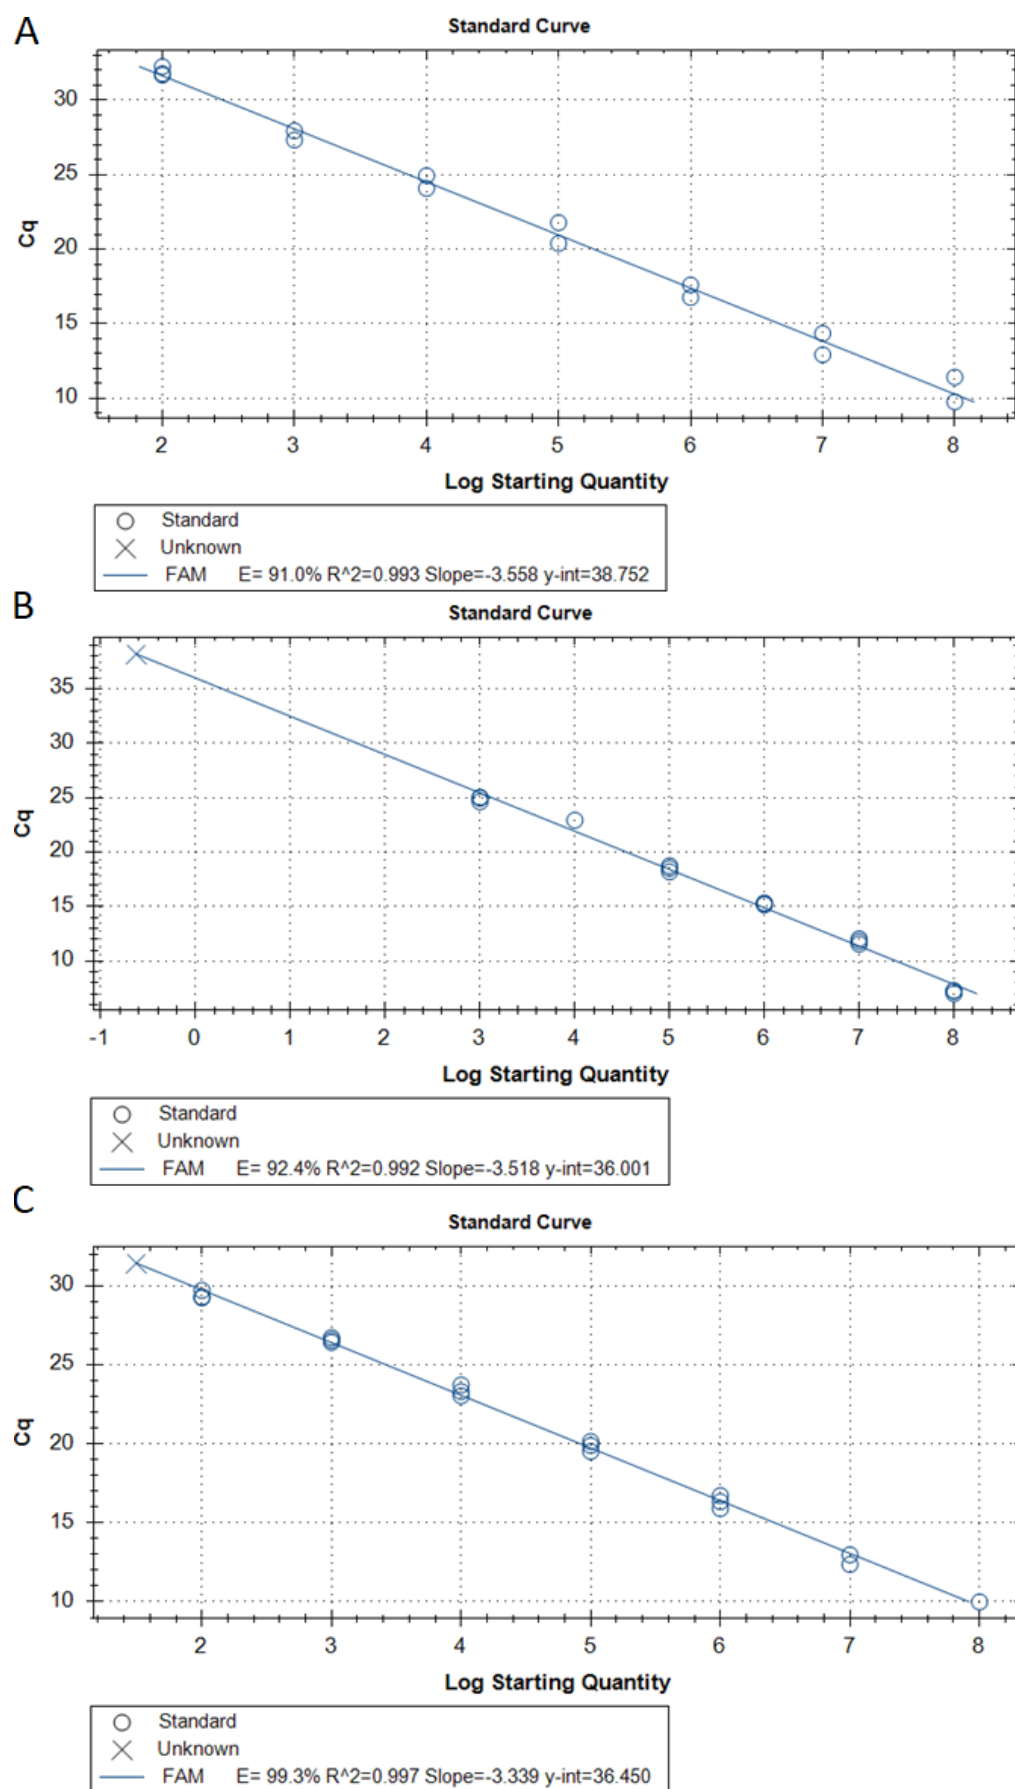 A
Standard Curve
30
25
20
15
10
Cq
2 3 4 5 6 7 8
Log Starting Quantity
Standard
Unknown
FAM E= 91.0% R^2=0.993 Slope=-3.558 y-int=38.752
B
Standard Curve
35
30
25
20
15
10
Cq
-1 0 1 2 3 4 5 6 7 8
Log Starting Quantity
Standard
Unknown
FAM E= 92.4% R^2=0.992 Slope=-3.518 y-int=36.001
C
Standard Curve
30
25
20
15
10
Cq
2 3 4 5 6 7 8
Log Starting Quantity
Standard
Unknown
FAM E= 99.3% R^2=0.997 Slope=-3.339 y-int=36.450